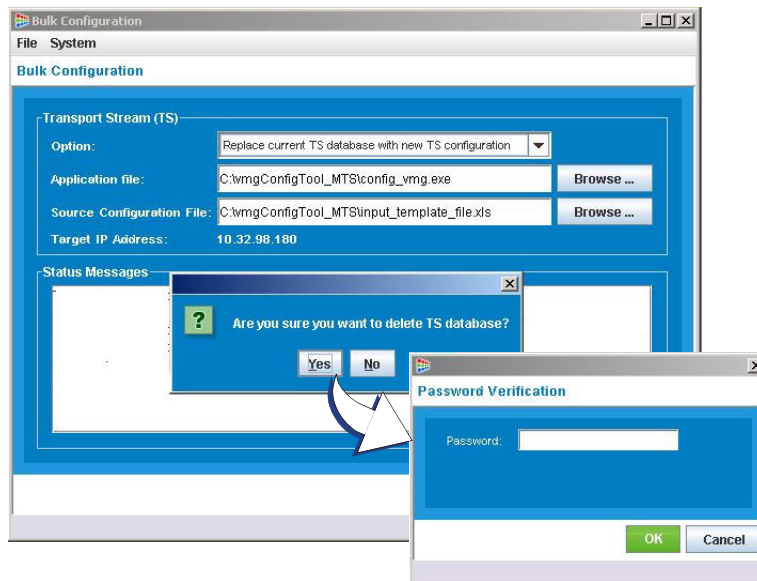 Bulk Configuration
File System
Bulk Configuration
Transport Stream (TS)
Option: Replace current TS database with new TS configuration
Application file: C:\vmgConfigTool_MTS\config_vmg.exe Browse ...
Source Configuration File: C:\vmgConfigTool_MTS\input_template_file.xls Browse ...
Target IP Address: 10.32.98.180
Status Messages
Are you sure you want to delete TS database?
Yes No
Password Verification
Password:
OK Cancel